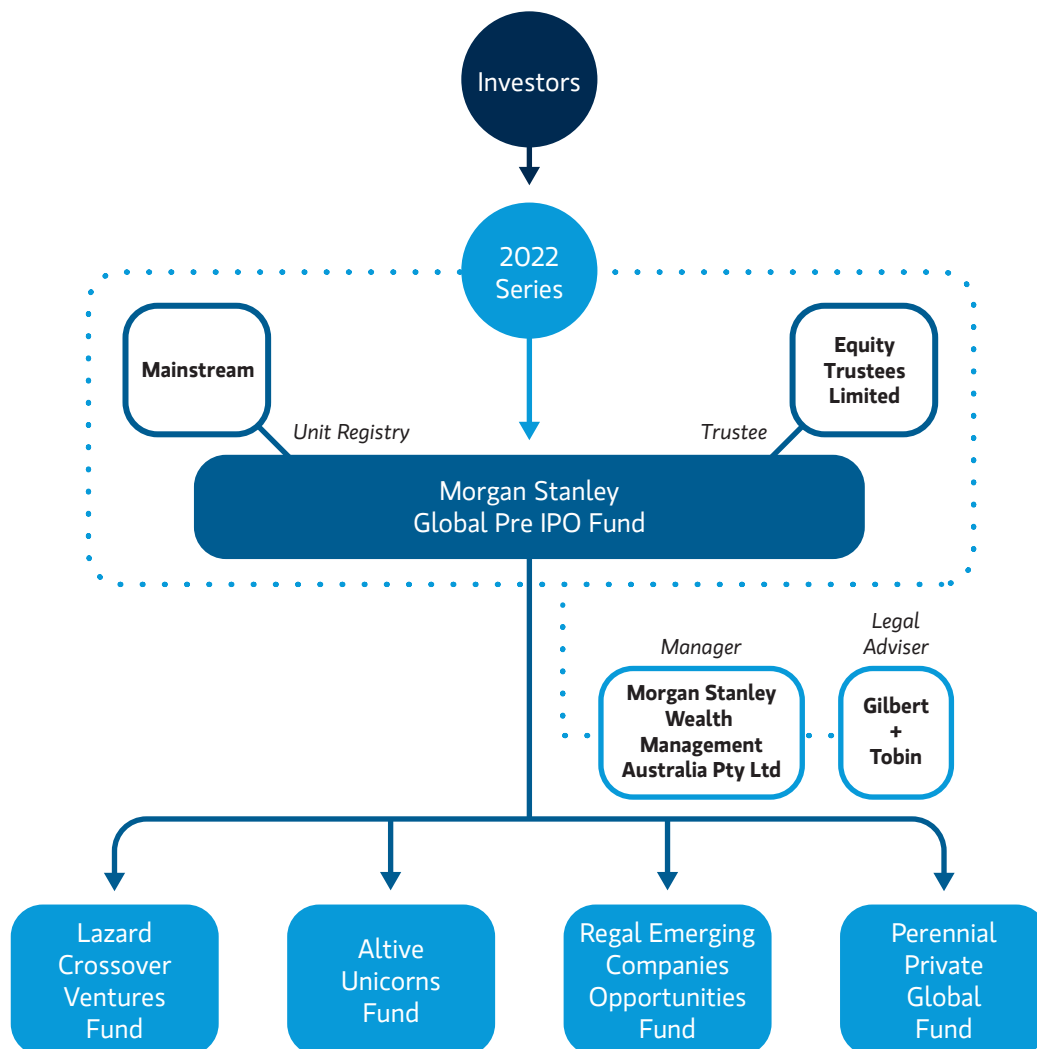 Investors
2022
Series
Mainstream
Equity
Trustees
Limited
Unit Registry
Trustee
Morgan Stanley
Global Pre IPO Fund
Manager
Legal
Adviser
Morgan Stanley
Wealth
Management
Australia Pty Ltd
Gilbert
+
Tobin
Lazard
Crossover
Ventures
Fund
Altive
Unicorns
Fund
Regal Emerging
Companies
Opportunities
Fund
Perennial
Private
Global
Fund